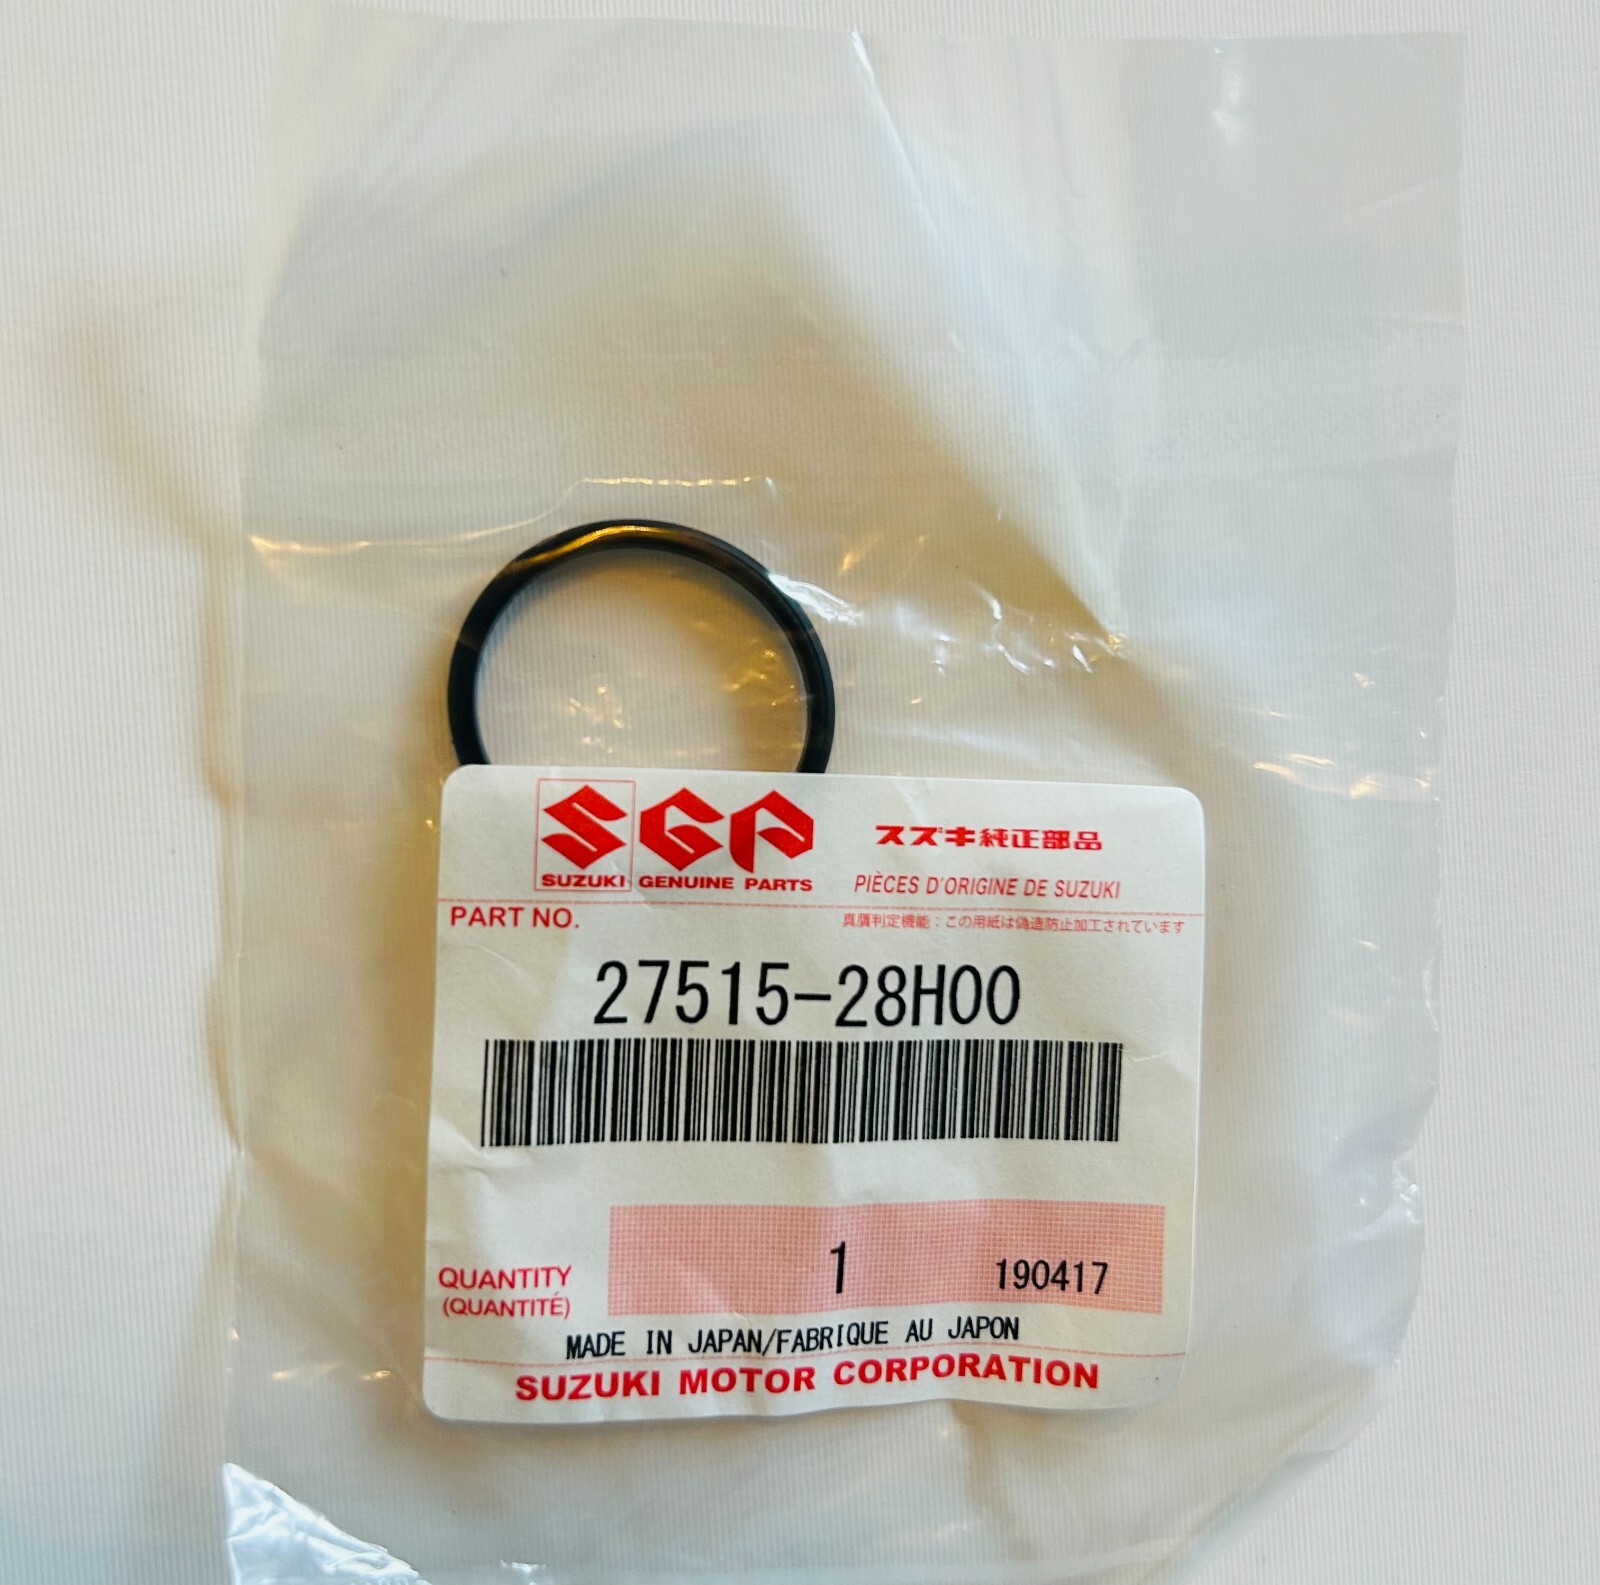 SGP
SUZUKI GENUINE PARTS
スズキ純正部品
PIÈCES D'ORIGINE DE SUZUKI
PART NO.
真贋判定機能：この用紙は偽造防止加工されています
27515-28H00
QUANTITY
(QUANTITÉ)
1
190417
MADE IN JAPAN/FABRIQUE AU JAPON
SUZUKI MOTOR CORPORATION